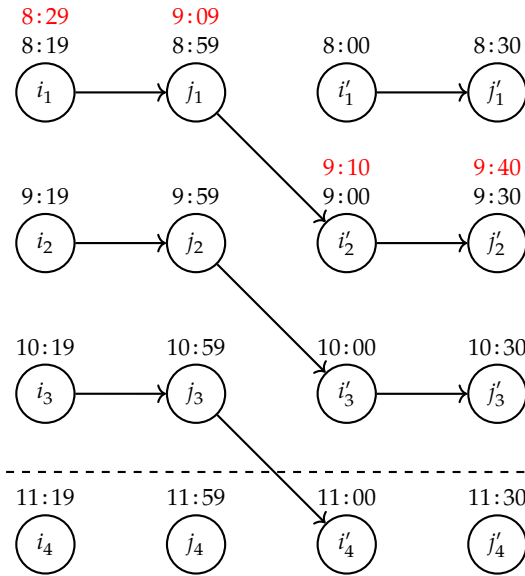 8:29 9:09
8:19 8:59 8:00 8:30
i₁ j₁ i′₁ j′₁
9:10 9:40
9:19 9:59 9:00 9:30
i₂ j₂ i′₂ j′₂
10:19 10:59 10:00 10:30
i₃ j₃ i′₃ j′₃
11:19 11:59 11:00 11:30
i₄ j₄ i′₄ j′₄